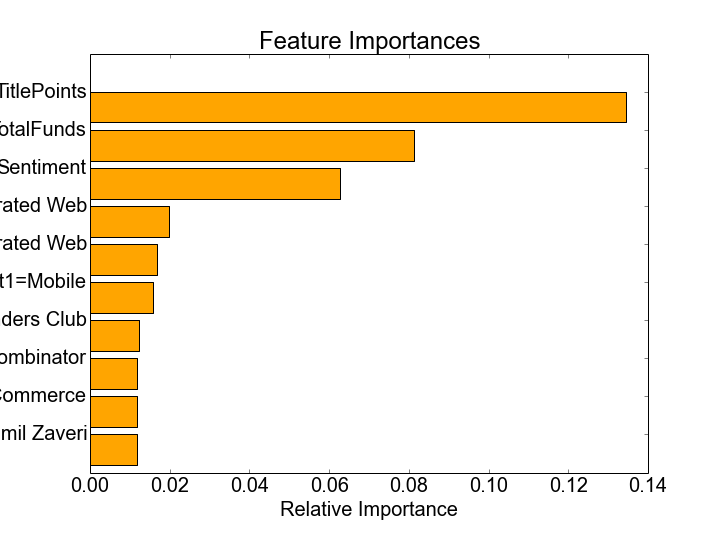 Feature Importances
TitlePoints
TotalFunds
Sentiment
rated Web
rated Web
t1=Mobile
ders Club
ombinator
Commerce
mil Zaveri
0.00 0.02 0.04 0.06 0.08 0.10 0.12 0.14
Relative Importance